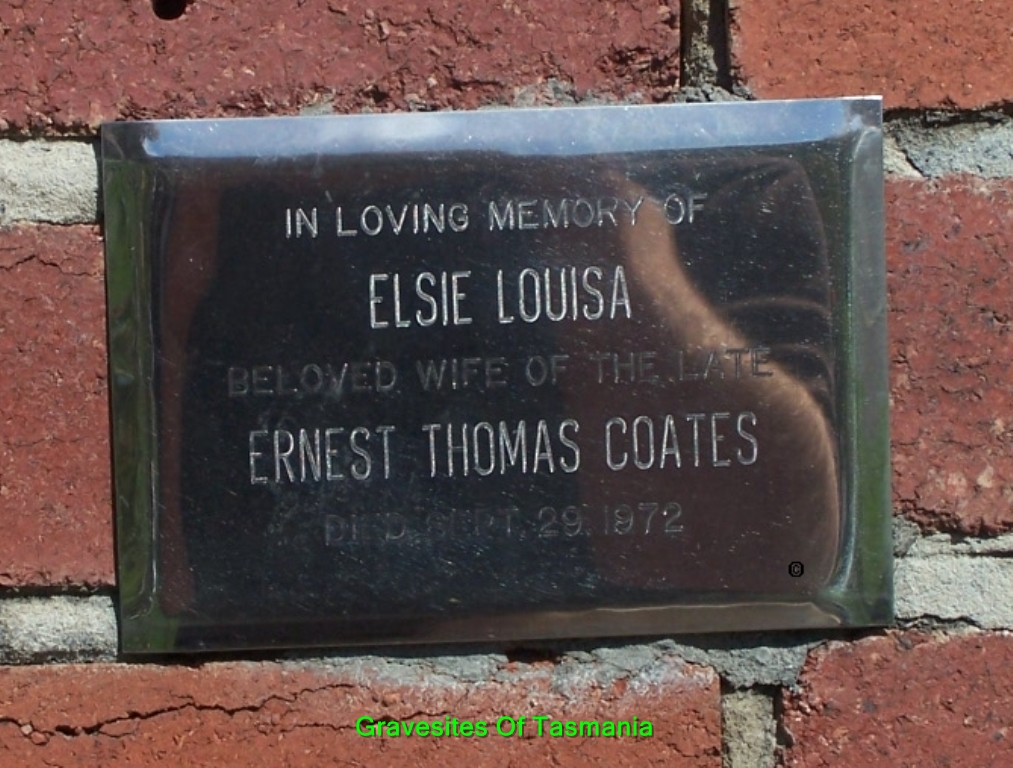 IN LOVING MEMORY OF
ELSIE LOUISA
BELOVED WIFE OF THE LATE
ERNEST THOMAS COATES
DIED SEPT. 29. 1972
©
Gravesites Of Tasmania